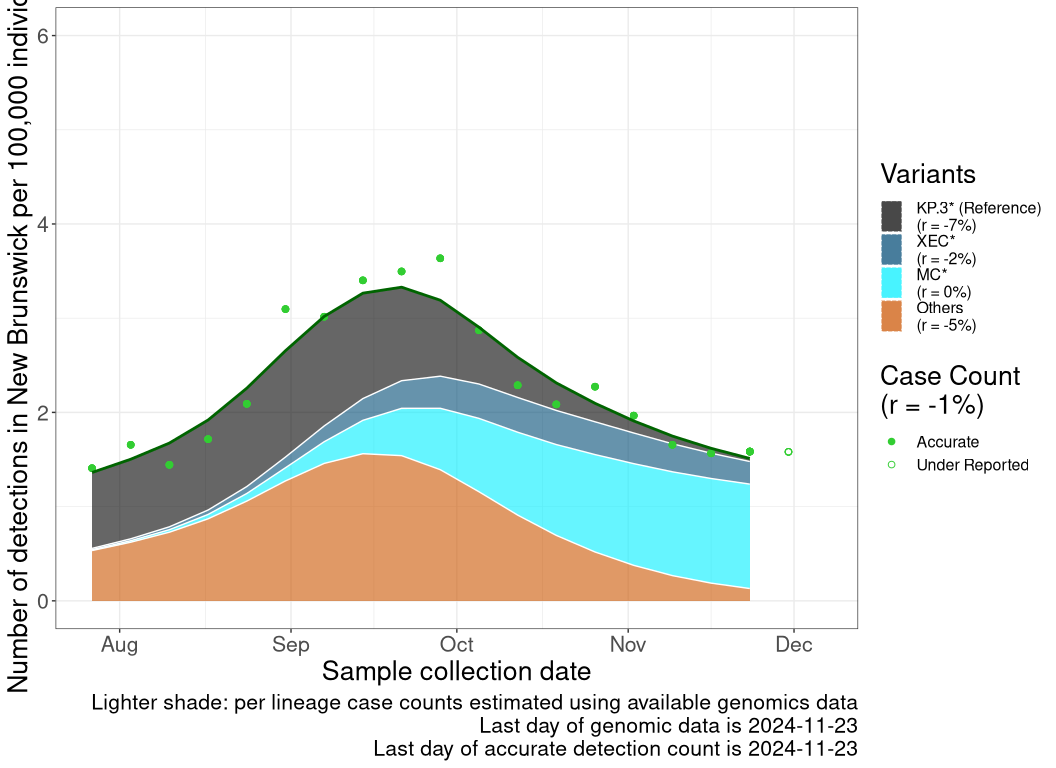 Number of detections in New Brunswick per 100,000
6
4
2
0
Aug Sep Oct Nov Dec
Sample collection date
Lighter shade: per lineage case counts estimated using available genomics data
Last day of genomic data is 2024-11-23
Last day of accurate detection count is 2024-11-23
Variants
KP.3* (Reference)
(r = -7%)
XEC*
(r = -2%)
MC*
(r = 0%)
Others
(r = -5%)
Case Count
(r = -1%)
Accurate
Under Reported